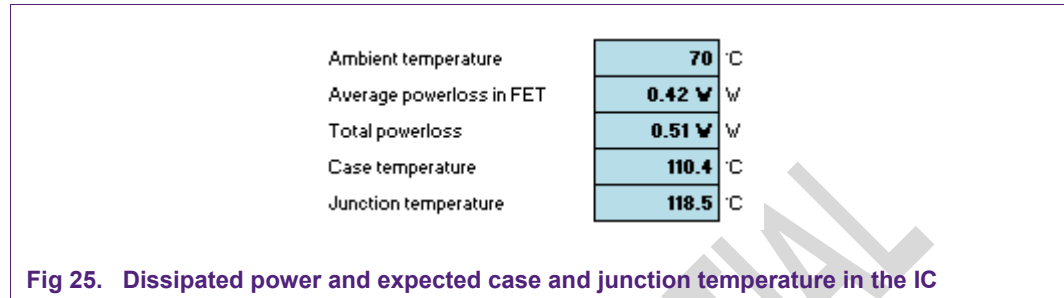 Ambient temperature 70 °C
Average powerloss in FET 0.42 W W
Total powerloss 0.51 W W
Case temperature 110.4 °C
Junction temperature 118.5 °C
Fig 25. Dissipated power and expected case and junction temperature in the IC